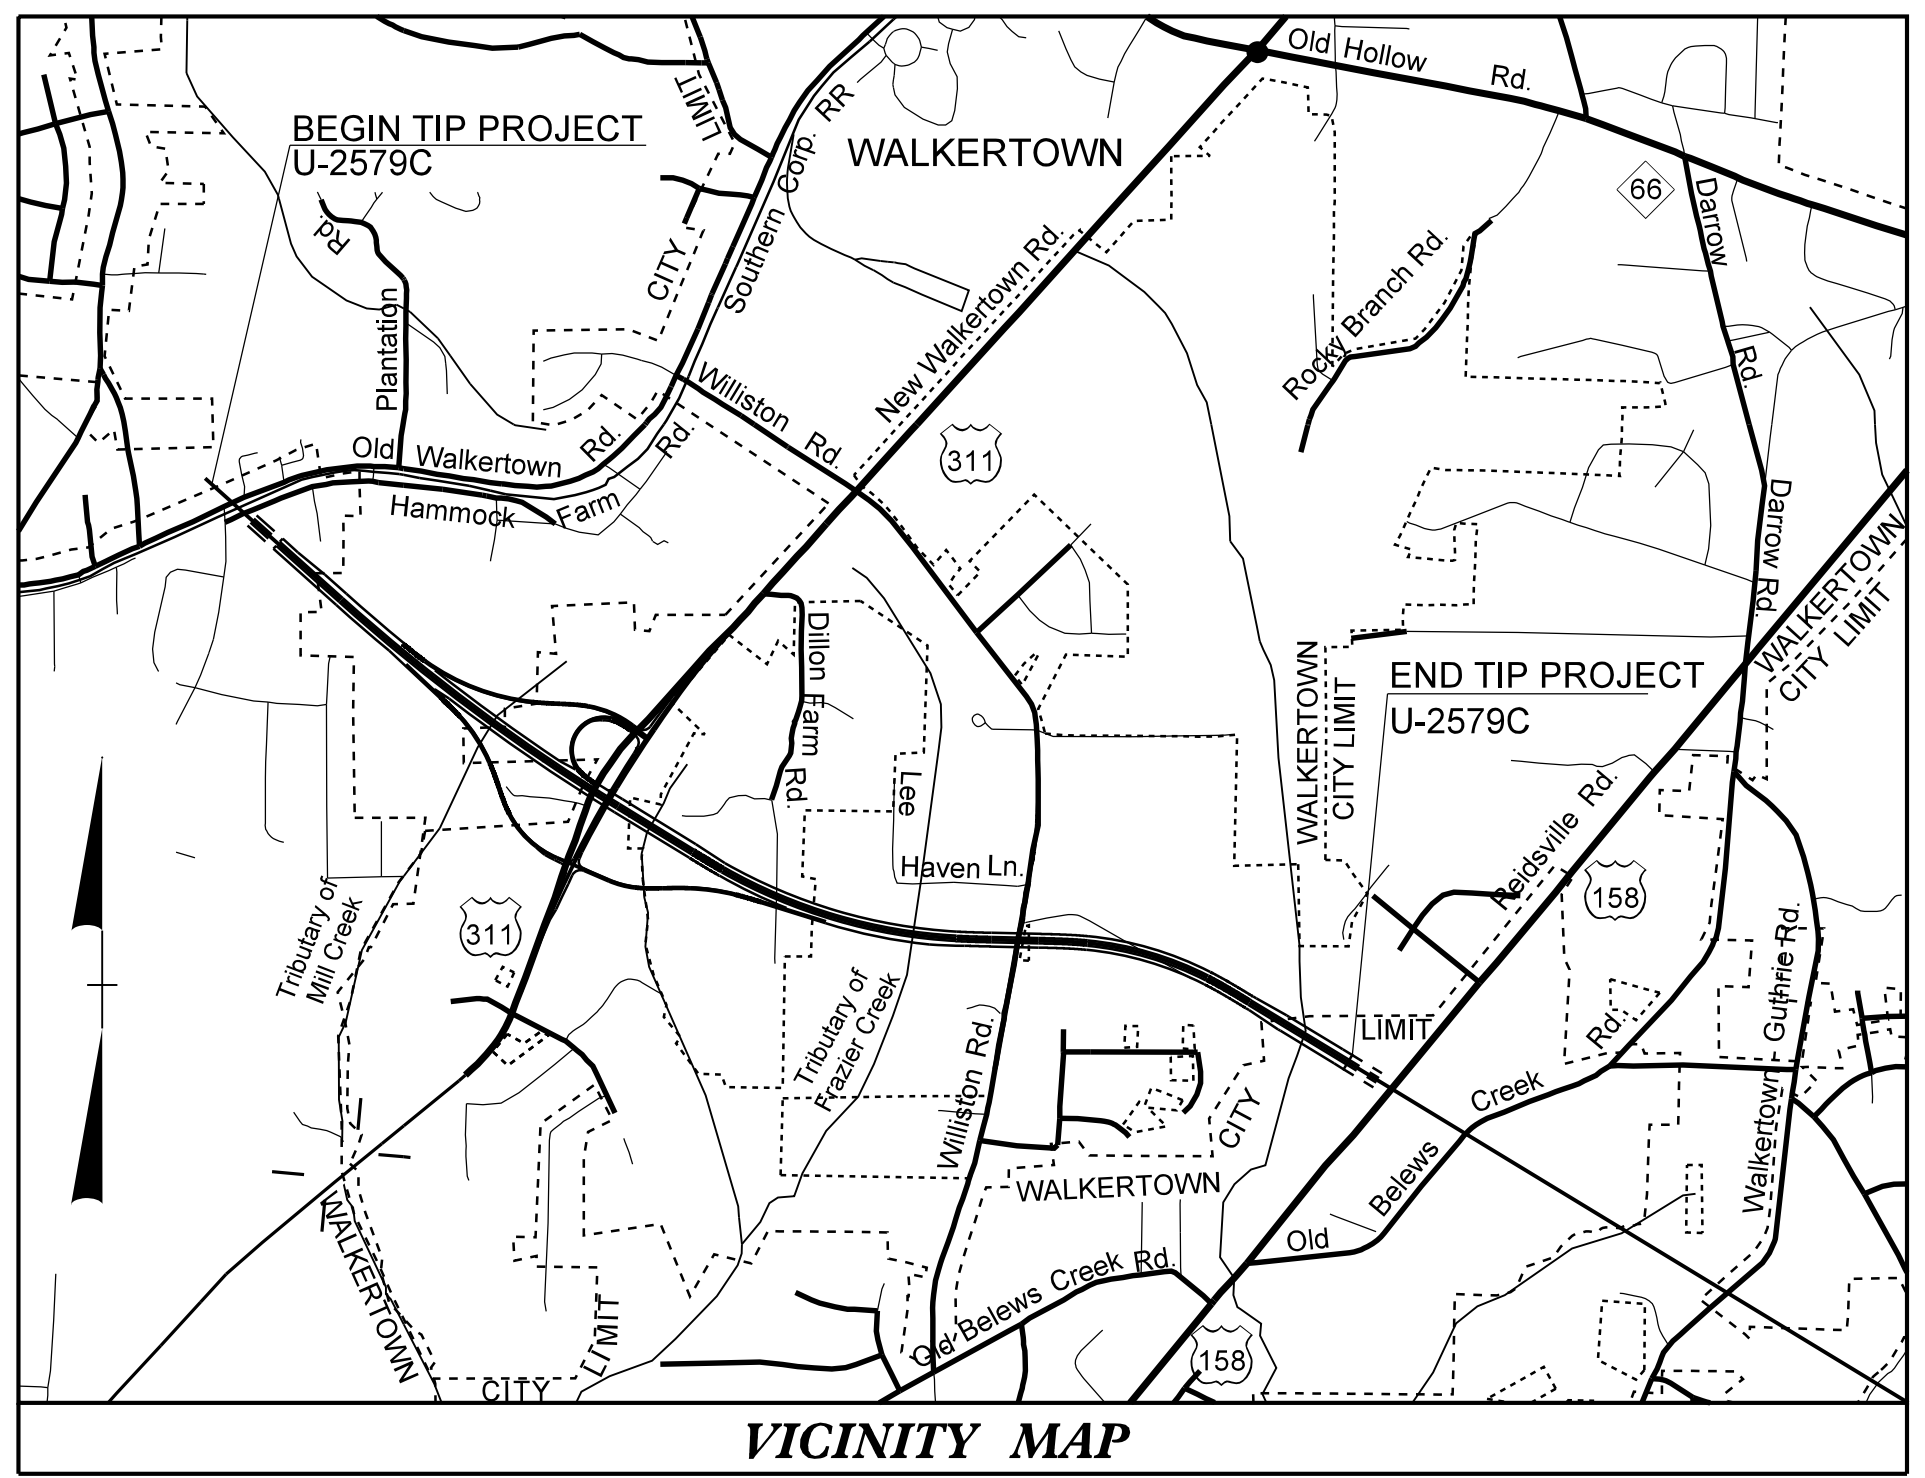 Old Hollow Rd.
LIMIT
BEGIN TIP PROJECT
U-2579C
WALKERTOWN
Southern Corp. RR
66
Darrow Rd.
Rd.
Plantation
CITY
New Walkertown Rd.
Rocky Branch Rd.
Williston Rd.
311
Old Walkertown Rd.
Hammock Farm Rd.
Darrow Rd.
WALKERTOWN
CITY LIMIT
Dillon Farm Rd.
WALKERTOWN
CITY LIMIT
END TIP PROJECT
U-2579C
Lee
Haven Ln.
Reidsville Rd.
158
311
Tributary of
Mill Creek
Tributary of
Frazier Creek
Williston Rd.
LIMIT
CITY
WALKERTOWN
Old Belews Creek Rd.
Walkertown - Guthrie Rd.
WALKERTOWN
CITY
LIMIT
Old Belews Creek Rd.
158
VICINITY MAP